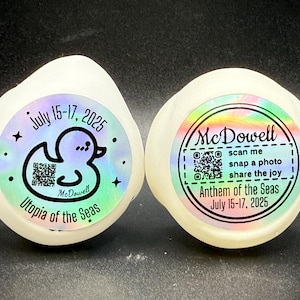 July 15-17, 2025
McDowell
Utopia of the Seas
McDowell
scan me
snap a photo
share the joy
Anthem of the Seas
July 15-17, 2025